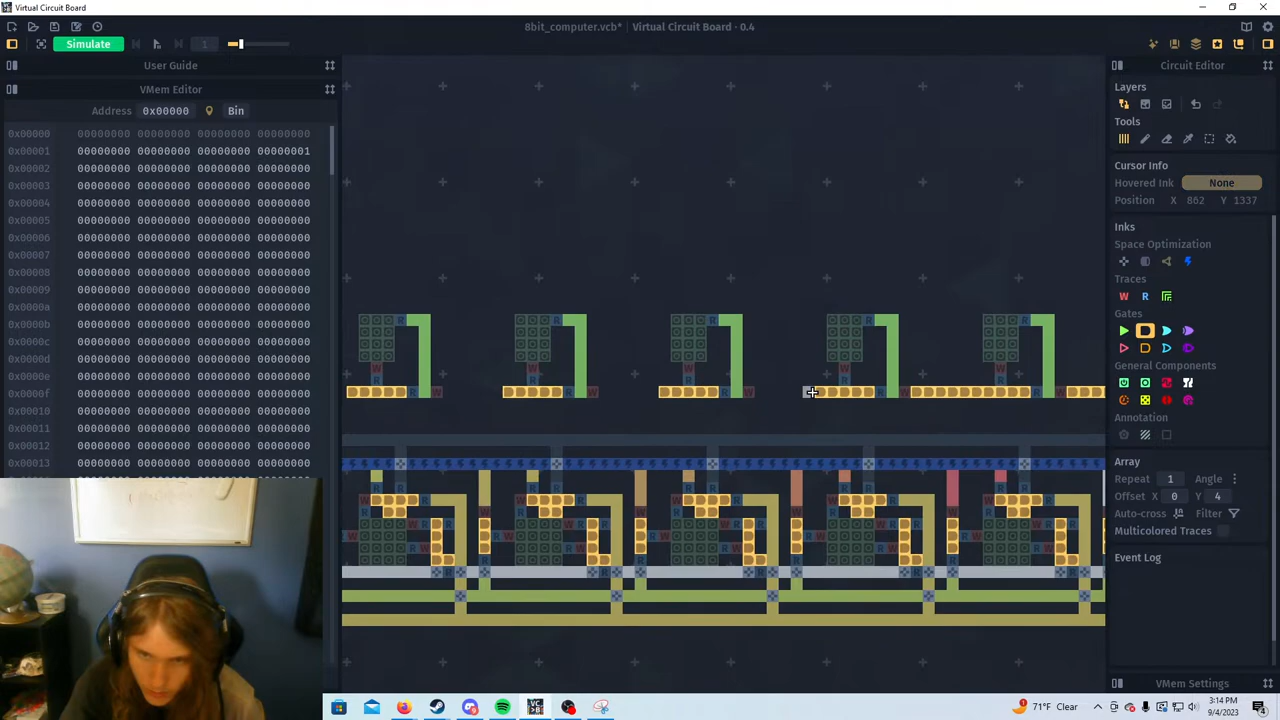 Virtual Circuit Board
8bit_computer.vcb* | Virtual Circuit Board - 0.4
Simulate
1
User Guide
VMem Editor
Address 0x00000 Bin
0x00000 00000000 00000000 00000000 00000000
0x00001 00000000 00000000 00000000 00000001
0x00002 00000000 00000000 00000000 00000000
0x00003 00000000 00000000 00000000 00000000
0x00004 00000000 00000000 00000000 00000000
0x00005 00000000 00000000 00000000 00000000
0x00006 00000000 00000000 00000000 00000000
0x00007 00000000 00000000 00000000 00000000
0x00008 00000000 00000000 00000000 00000000
0x00009 00000000 00000000 00000000 00000000
0x0000a 00000000 00000000 00000000 00000000
0x0000b 00000000 00000000 00000000 00000000
0x0000c 00000000 00000000 00000000 00000000
0x0000d 00000000 00000000 00000000 00000000
0x0000e 00000000 00000000 00000000 00000000
0x0000f 00000000 00000000 00000000 00000000
0x00010 00000000 00000000 00000000 00000000
0x00011 00000000 00000000 00000000 00000000
0x00012 00000000 00000000 00000000 00000000
0x00013 00000000 00000000 00000000 00000000
Circuit Editor
Layers
Tools
Cursor Info
Hovered Ink None
Position X 862 Y 1337
Inks
Space Optimization
Traces
W R
Gates
General Components
Annotation
Array
Repeat 1 Angle
Offset X 0 Y 4
Auto-cross Filter
Multicolored Traces
Event Log
VMem Settings
71°F Clear
3:14 PM
9/4/2023
4